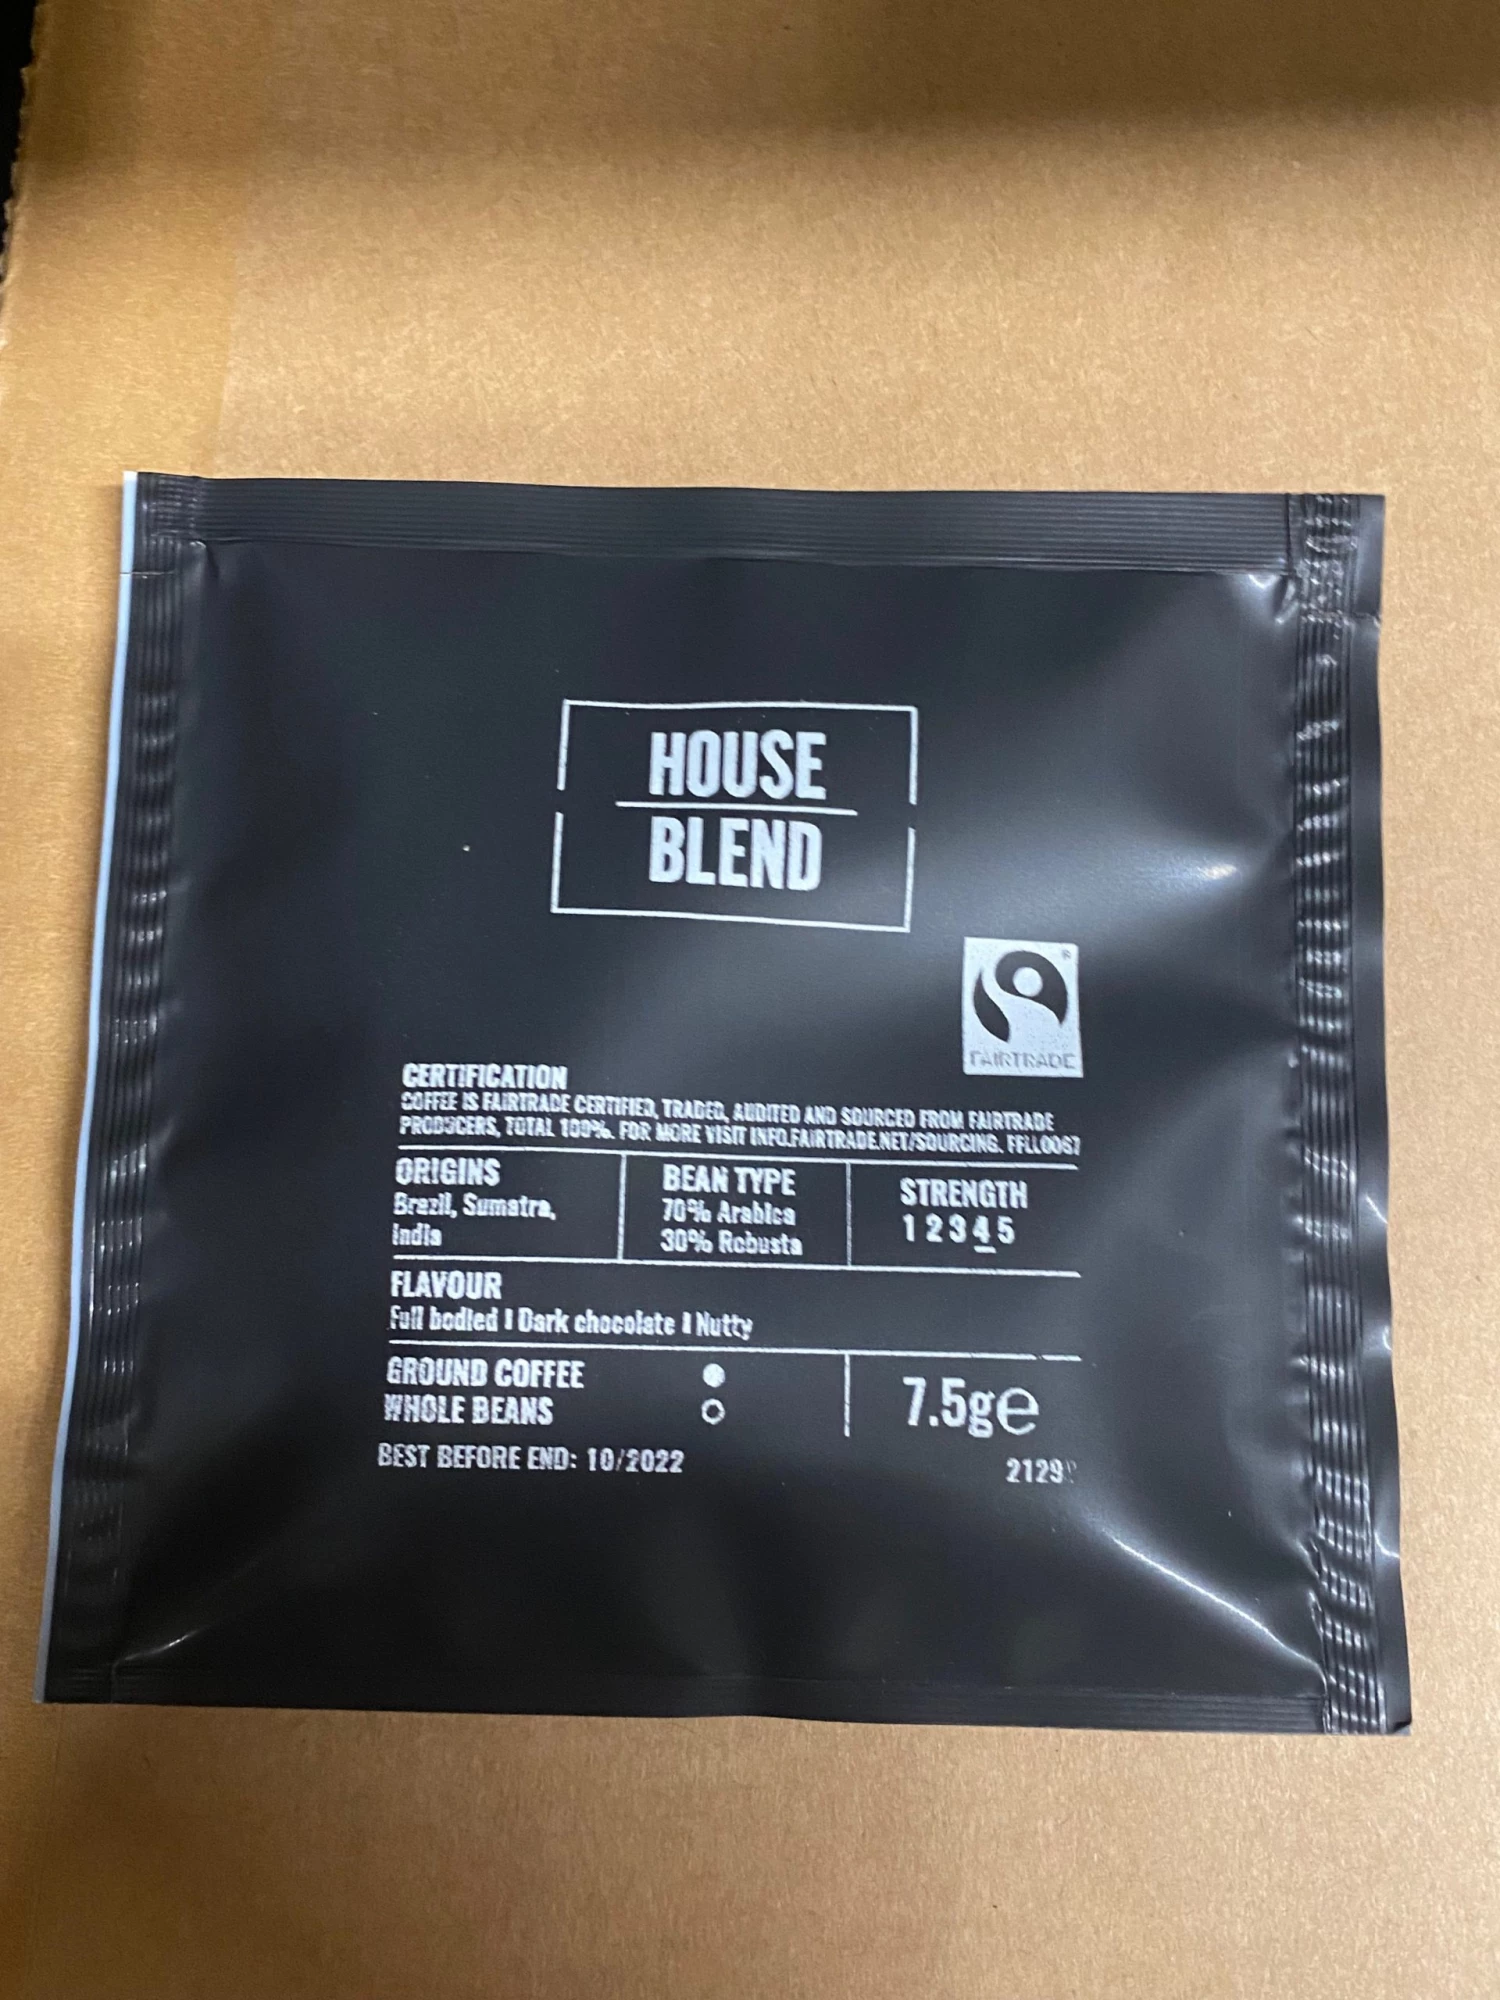 HOUSE
BLEND
FAIRTRADE
CERTIFICATION
COFFEE IS FAIRTRADE CERTIFIED, TRADED, AUDITED AND SOURCED FROM FAIRTRADE
PRODUCERS, TOTAL 100%. FOR MORE VISIT INFO.FAIRTRADE.NET/SOURCING. FFLL0067
ORIGINS
Brazil, Sumatra,
India
BEAN TYPE
70% Arabica
30% Robusta
STRENGTH
1 2 3 4 5
FLAVOUR
Full bodied | Dark chocolate | Nutty
GROUND COFFEE
WHOLE BEANS
7.5g e
BEST BEFORE END: 10/2022